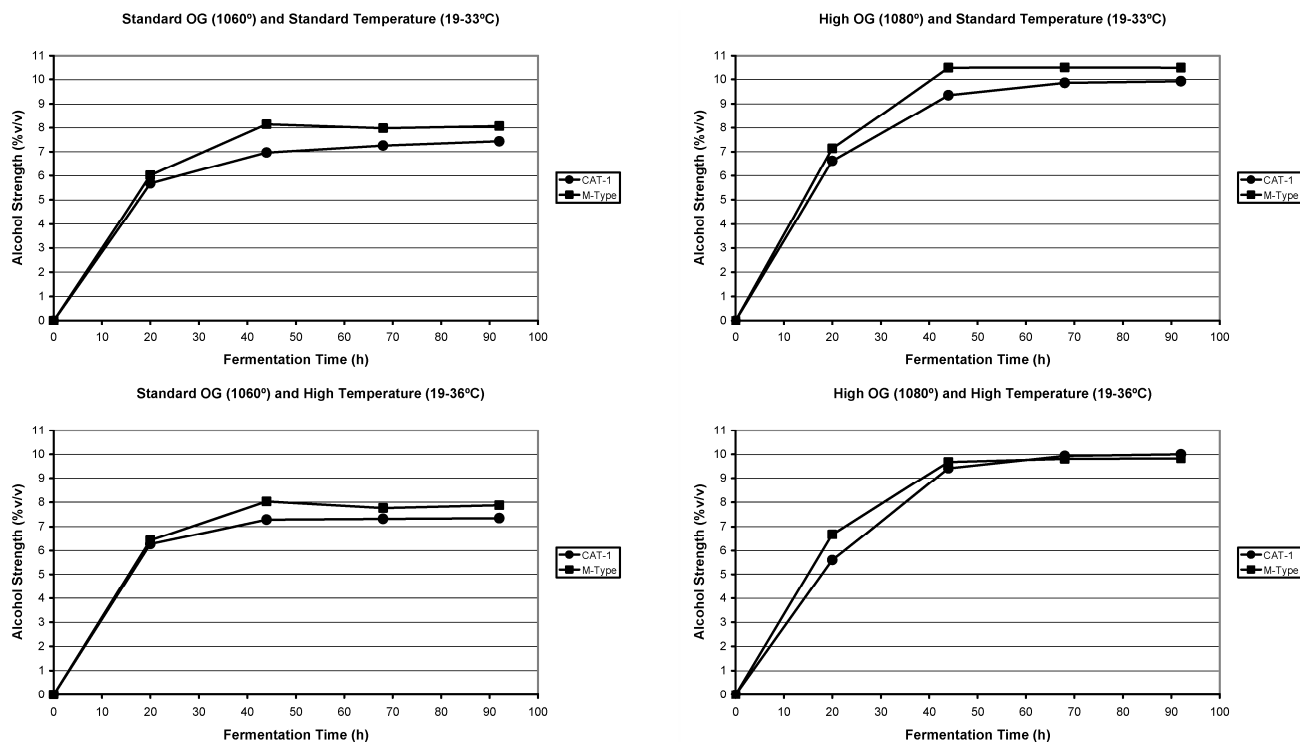 Standard OG (1060º) and Standard Temperature (19-33ºC)
11
10
9
8
7
6
5
4
3
2
1
0
Alcohol Strength (%v/v)
0 10 20 30 40 50 60 70 80 90 100
Fermentation Time (h)
CAT-1
M-Type
High OG (1080º) and Standard Temperature (19-33ºC)
11
10
9
8
7
6
5
4
3
2
1
0
Alcohol Strength (%v/v)
0 10 20 30 40 50 60 70 80 90 100
Fermentation Time (h)
CAT-1
M-Type
Standard OG (1060º) and High Temperature (19-36ºC)
11
10
9
8
7
6
5
4
3
2
1
0
Alcohol Strength (%v/v)
0 10 20 30 40 50 60 70 80 90 100
Fermentation Time (h)
CAT-1
M-Type
High OG (1080º) and High Temperature (19-36ºC)
11
10
9
8
7
6
5
4
3
2
1
0
Alcohol Strength (%v/v)
0 10 20 30 40 50 60 70 80 90 100
Fermentation Time (h)
CAT-1
M-Type